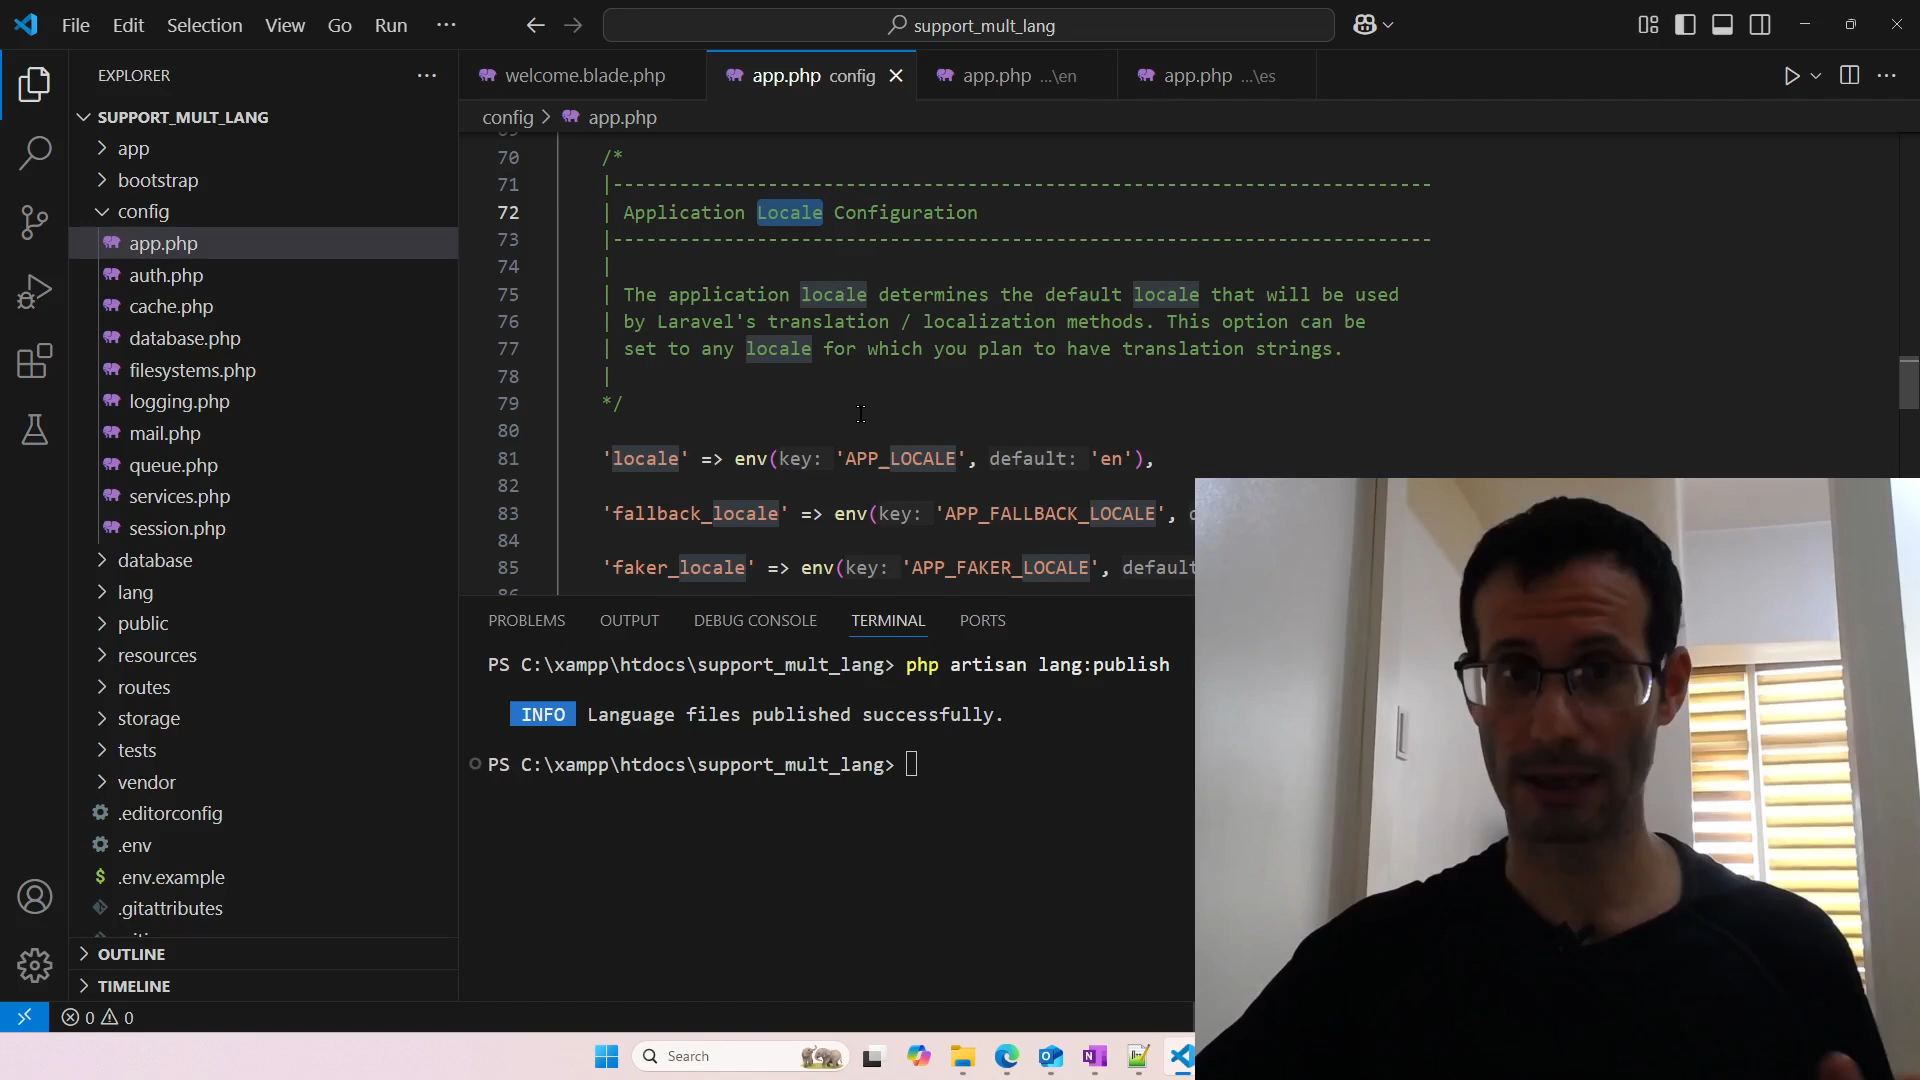 File Edit Selection View Go Run ···
support_mult_lang
EXPLORER ···
SUPPORT_MULT_LANG
app
bootstrap
config
app.php
auth.php
cache.php
database.php
filesystems.php
logging.php
mail.php
queue.php
services.php
session.php
database
lang
public
resources
routes
storage
tests
vendor
.editorconfig
.env
.env.example
.gitattributes
OUTLINE
TIMELINE
0 0
welcome.blade.php app.php config app.php ...\en app.php ...\es
config > app.php
70 /*
71 |--------------------------------------------------------------------------
72 | Application Locale Configuration
73 |--------------------------------------------------------------------------
74 |
75 | The application locale determines the default locale that will be used
76 | by Laravel's translation / localization methods. This option can be
77 | set to any locale for which you plan to have translation strings.
78 |
79 */
80
81 'locale' => env(key: 'APP_LOCALE', default: 'en'),
82
83 'fallback_locale' => env(key: 'APP_FALLBACK_LOCALE',
84
85 'faker_locale' => env(key: 'APP_FAKER_LOCALE', default
PROBLEMS OUTPUT DEBUG CONSOLE TERMINAL PORTS
PS C:\xampp\htdocs\support_mult_lang> php artisan lang:publish
INFO Language files published successfully.
PS C:\xampp\htdocs\support_mult_lang>
Search